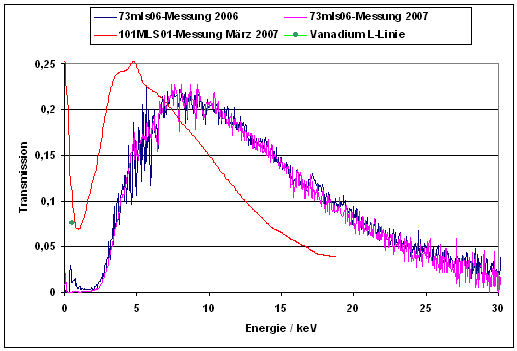 73mls06-Messung 2006
73mls06-Messung 2007
101MLS01-Messung März 2007
Vanadium L-Linie
Transmission
0,25
0,2
0,15
0,1
0,05
0
0 5 10 15 20 25 30
Energie / keV